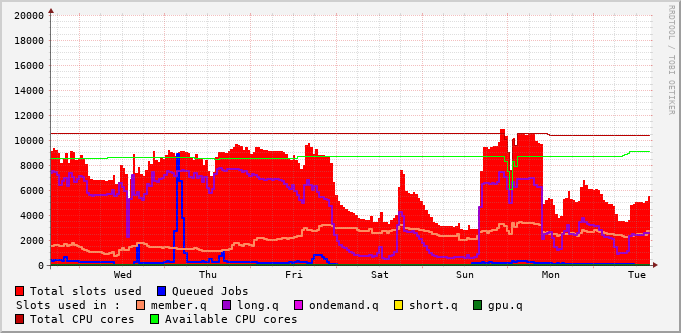 20000
18000
16000
14000
12000
10000
8000
6000
4000
2000
0
Wed Thu Fri Sat Sun Mon Tue
Total slots used Queued Jobs
Slots used in : member.q long.q ondemand.q short.q gpu.q
Total CPU cores Available CPU cores
RRDTOOL / TOBI OETIKER